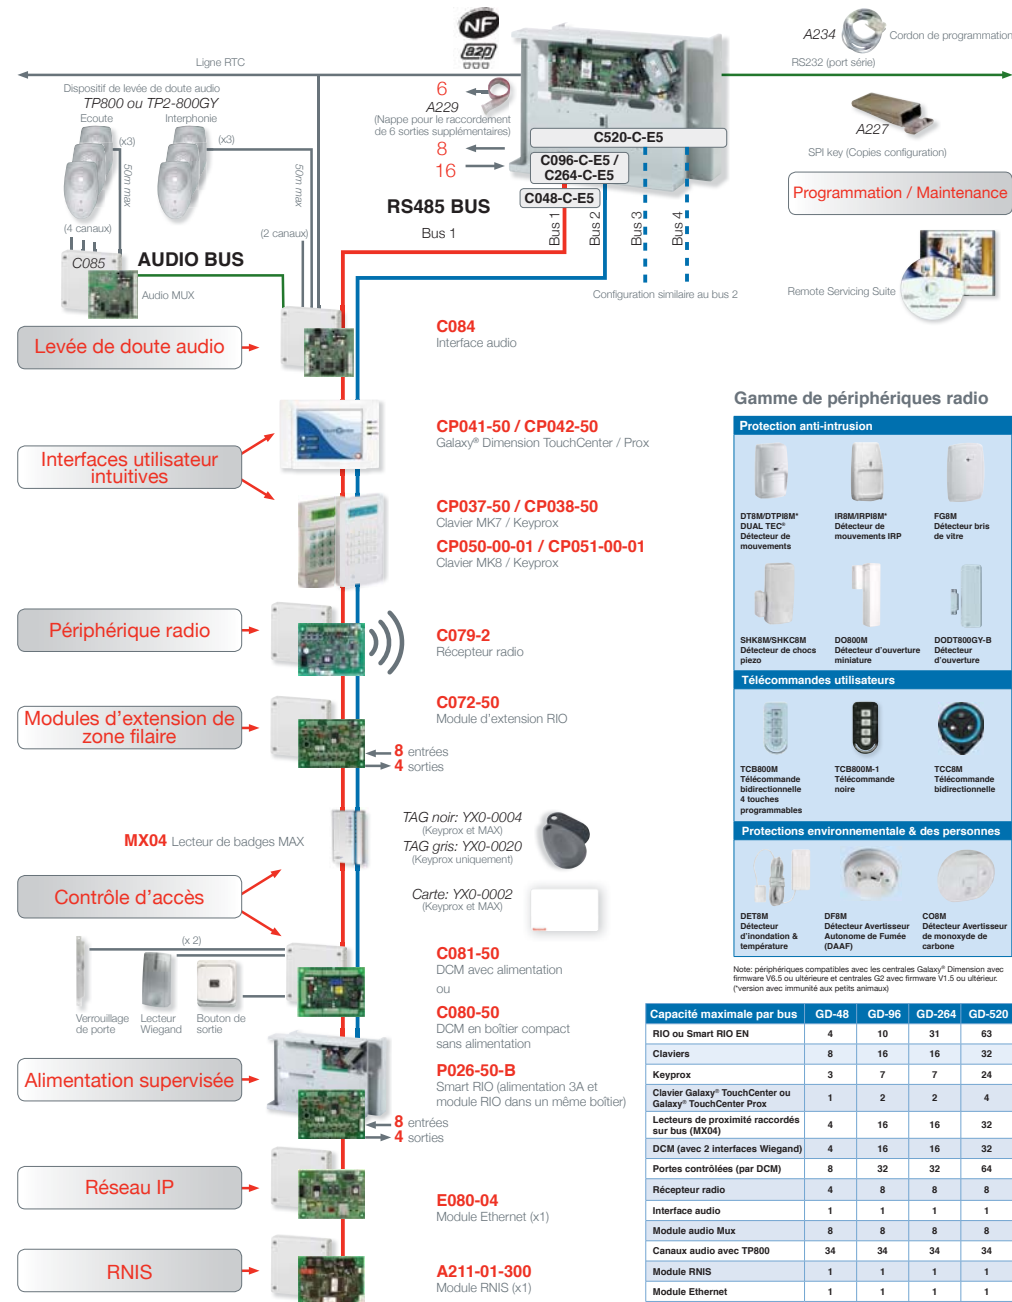 NF
a2p
Ligne RTC
A234
Cordon de programmation
RS232 (port série)
Dispositif de levée de doute audio
TP800 ou TP2-800GY
Ecoute
Interphonie
(x3)
(x3)
50m max
50m max
6
A229
(Nappe pour le raccordement
de 6 sorties supplémentaires)
8
16
C520-C-E5
C096-C-E5 /
C264-C-E5
C048-C-E5
A227
SPI key (Copies configuration)
Programmation / Maintenance
RS485 BUS
Bus 1
Bus 1
Bus 2
Bus 3
Bus 4
(4 canaux)
(2 canaux)
C085
AUDIO BUS
Audio MUX
Configuration similaire au bus 2
Remote Servicing Suite
Levée de doute audio
C084
Interface audio
Interfaces utilisateur
intuitives
CP041-50 / CP042-50
Galaxy® Dimension TouchCenter / Prox
CP037-50 / CP038-50
Clavier MK7 / Keyprox
CP050-00-01 / CP051-00-01
Clavier MK8 / Keyprox
Périphérique radio
C079-2
Récepteur radio
Modules d'extension de
zone filaire
C072-50
Module d'extension RIO
8 entrées
4 sorties
MX04 Lecteur de badges MAX
TAG noir: YX0-0004
(Keyprox et MAX)
TAG gris: YX0-0020
(Keyprox uniquement)
Carte: YX0-0002
(Keyprox et MAX)
Contrôle d'accès
(x 2)
Verrouillage
de porte
Lecteur
Wiegand
Bouton de
sortie
C081-50
DCM avec alimentation
ou
C080-50
DCM en boîtier compact
sans alimentation
Alimentation supervisée
P026-50-B
Smart RIO (alimentation 3A et
module RIO dans un même boîtier)
8 entrées
4 sorties
Réseau IP
E080-04
Module Ethernet (x1)
RNIS
A211-01-300
Module RNIS (x1)
Gamme de périphériques radio
Protection anti-intrusion
DT8M/DTPI8M*
DUAL TEC®
Détecteur de
mouvements
IR8M/IRPI8M*
Détecteur de
mouvements IRP
FG8M
Détecteur bris
de vitre
SHK8M/SHKC8M
Détecteur de chocs
piezo
DO800M
Détecteur d'ouverture
miniature
DODT800GY-B
Détecteur
d'ouverture
Télécommandes utilisateurs
TCB800M
Télécommande
bidirectionnelle
4 touches
programmables
TCB800M-1
Télécommande
noire
TCC8M
Télécommande
bidirectionnelle
Protections environnementale & des personnes
DET8M
Détecteur
d'inondation &
température
DF8M
Détecteur Avertisseur
Autonome de Fumée
(DAAF)
CO8M
Détecteur Avertisseur
de monoxyde de
carbone
Note: périphériques compatibles avec les centrales Galaxy® Dimension avec
firmware V6.5 ou ultérieure et centrales G2 avec firmware V1.5 ou ultérieur.
(*version avec immunité aux petits animaux)
Capacité maximale par bus GD-48 GD-96 GD-264 GD-520
RIO ou Smart RIO EN 4 10 31 63
Claviers 8 16 16 32
Keyprox 3 7 7 24
Clavier Galaxy® TouchCenter ou
Galaxy® TouchCenter Prox 1 2 2 4
Lecteurs de proximité raccordés
sur bus (MX04) 4 16 16 32
DCM (avec 2 interfaces Wiegand) 4 16 16 32
Portes contrôlées (par DCM) 8 32 32 64
Récepteur radio 4 8 8 8
Interface audio 1 1 1 1
Module audio Mux 8 8 8 8
Canaux audio avec TP800 34 34 34 34
Module RNIS 1 1 1 1
Module Ethernet 1 1 1 1